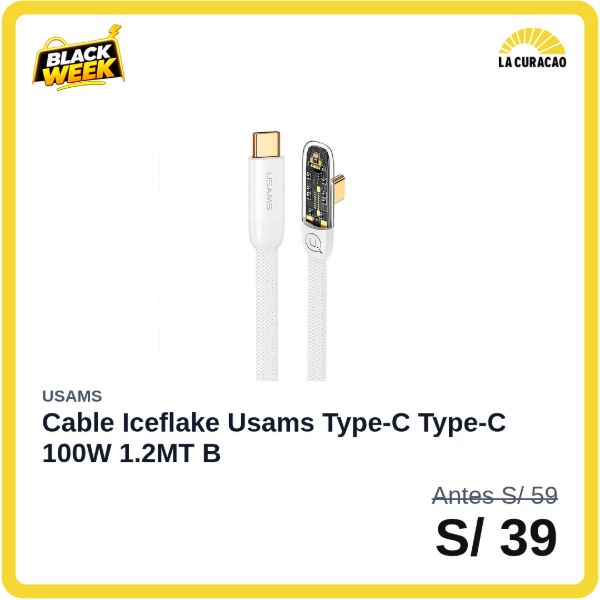 BLACK
WEEK
LA CURACAO
USAMS
USAMS
Cable Iceflake Usams Type-C Type-C
100W 1.2MT B
Antes S/ 59
S/ 39